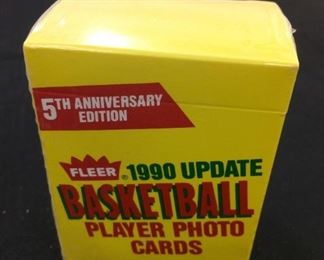 5TH ANNIVERSARY
EDITION
FLEER® 1990 UPDATE
BASKETBALL
PLAYER PHOTO
CARDS